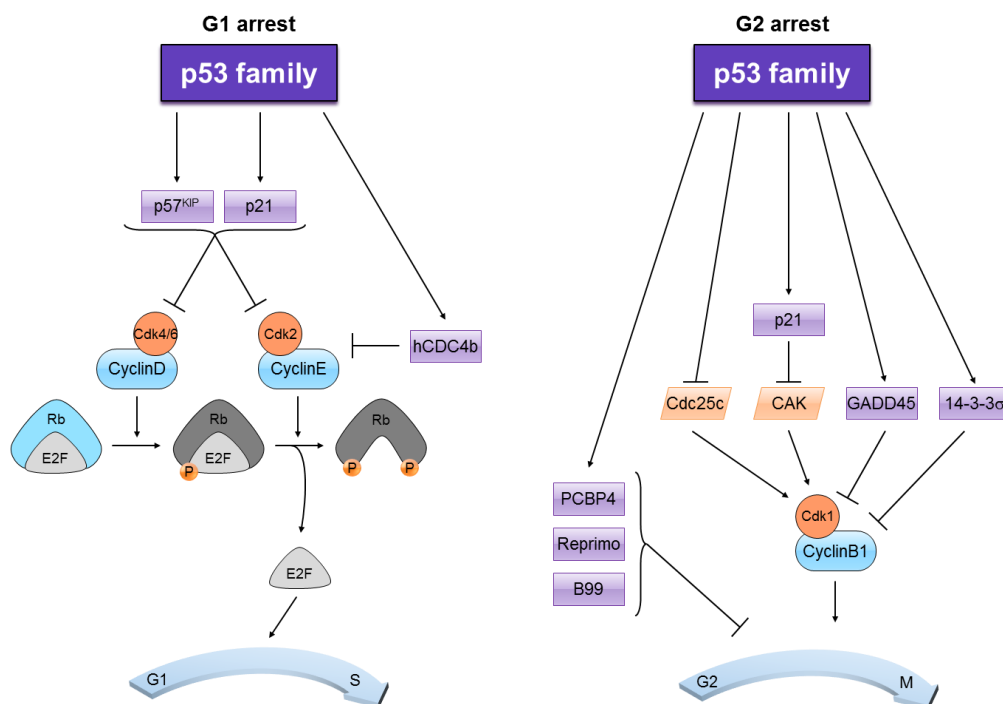 G1 arrest
p53 family
p57KIP
p21
Cdk4/6
CyclinD
Cdk2
CyclinE
hCDC4b
Rb
E2F
Rb
E2F
P
Rb
P
P
E2F
G1
S
G2 arrest
p53 family
p21
Cdc25c
CAK
GADD45
14-3-3σ
PCBP4
Reprimo
B99
Cdk1
CyclinB1
G2
M